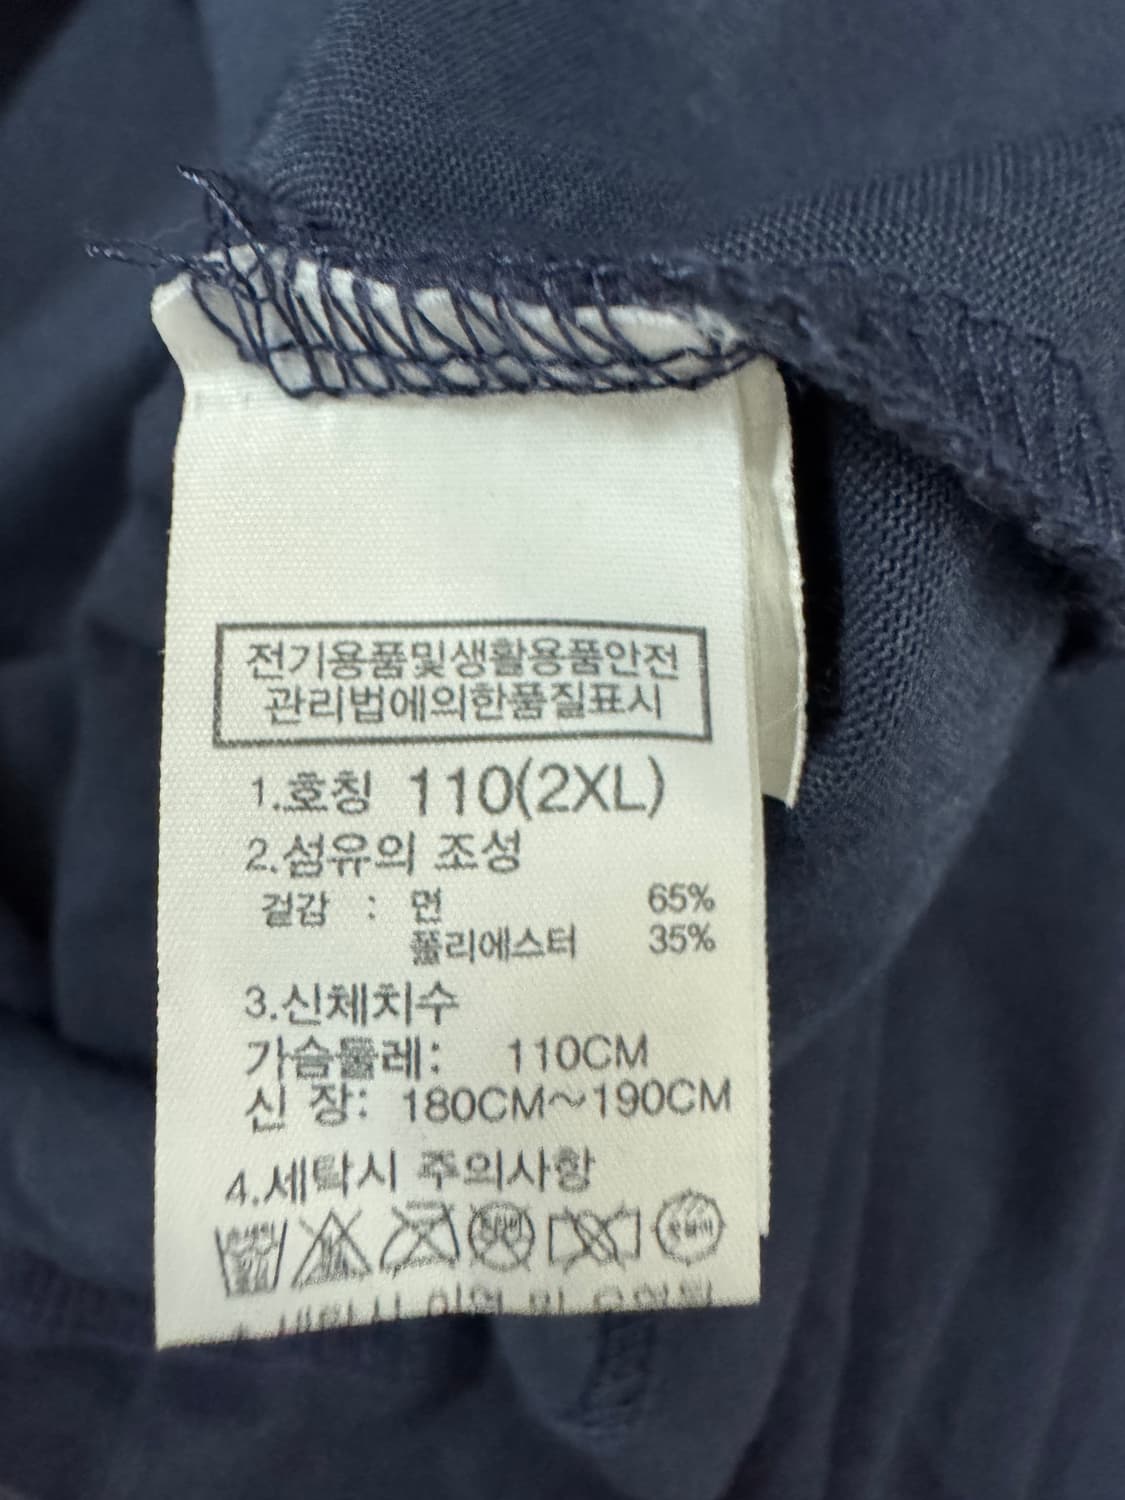 전기용품및생활용품안전
관리법에의한품질표시
1.호칭 110(2XL)
2.섬유의 조성
겉감 : 면 65%
폴리에스터 35%
3.신체치수
가슴둘레: 110CM
신 장: 180CM~190CM
4.세탁시 주의사항